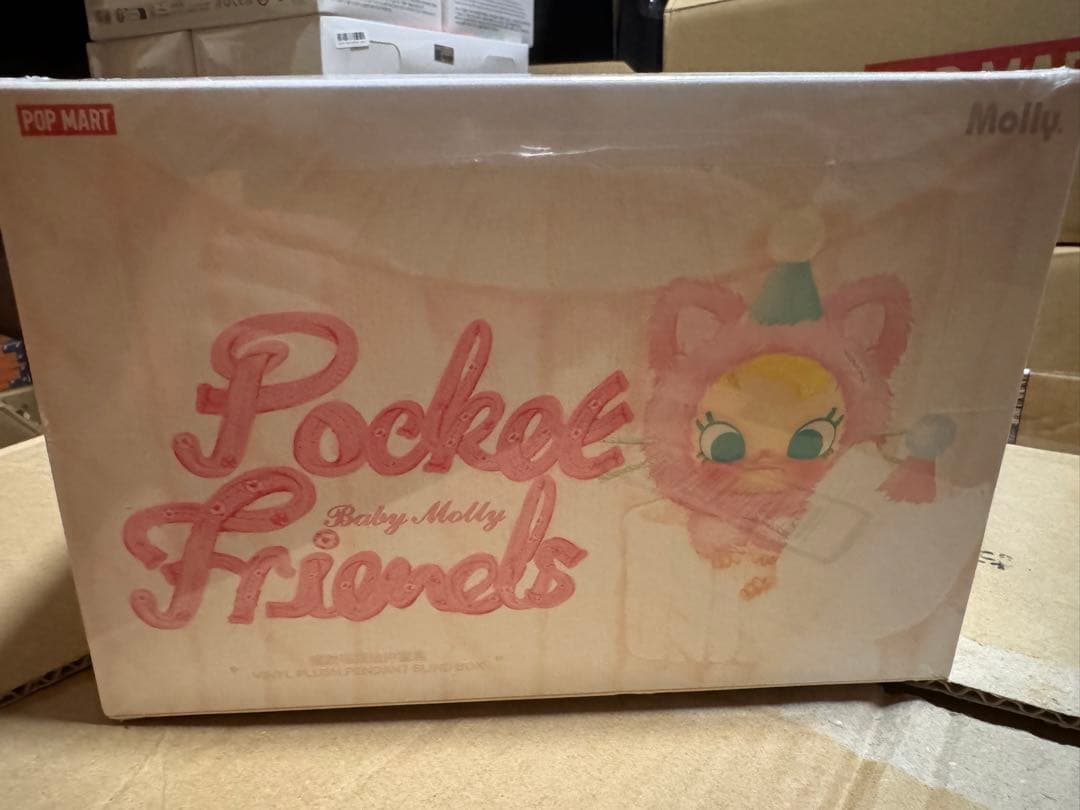 POP MART
Molly.
Pocket
Baby Molly
Friends
VINYL PLUSH PENDANT BLIND BOX